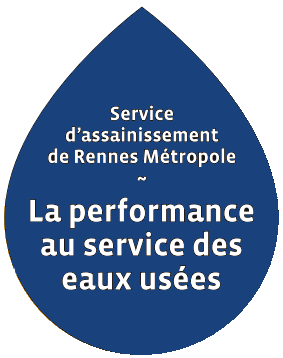 Service
d'assainissement
de Rennes Métropole
~
La performance
au service des
eaux usées